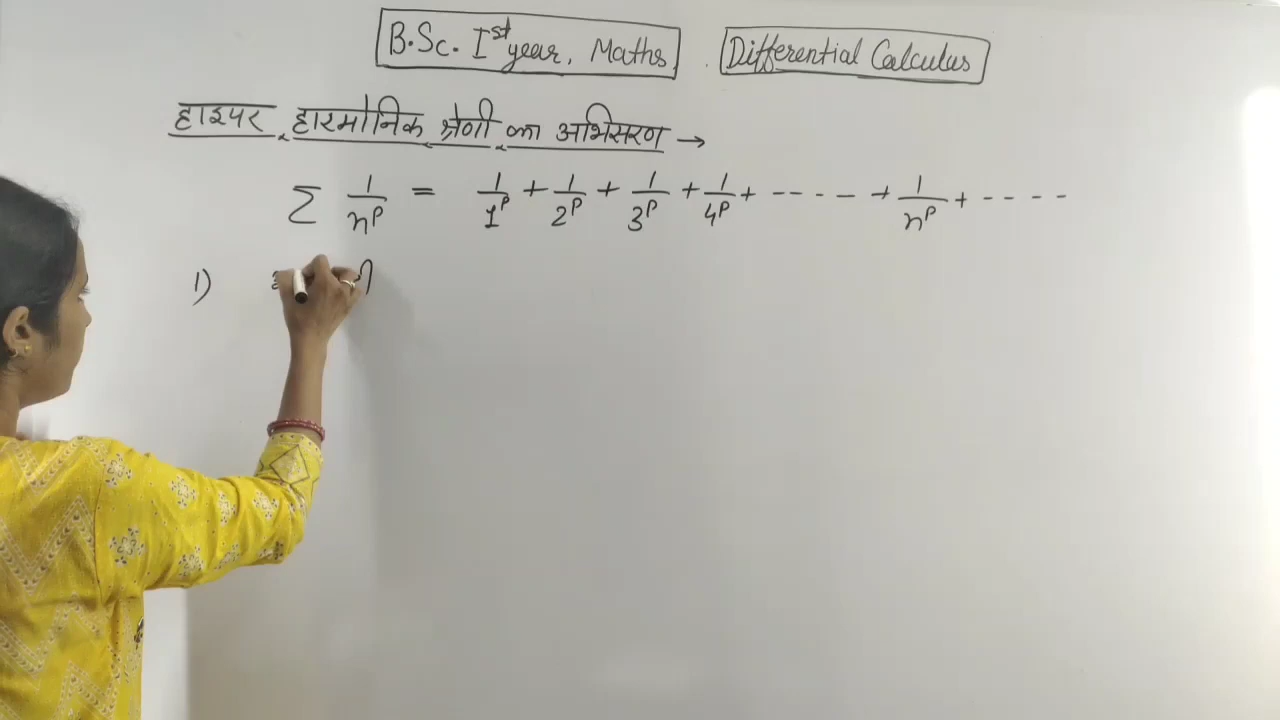 B.Sc. Ist year, Maths. Differential Calculus
हाइपर हारमोनिक श्रेणी का अभिसरण →
Σ 1/n^p = 1/1^p + 1/2^p + 1/3^p + 1/4^p + ----- + 1/n^p + ----
1)